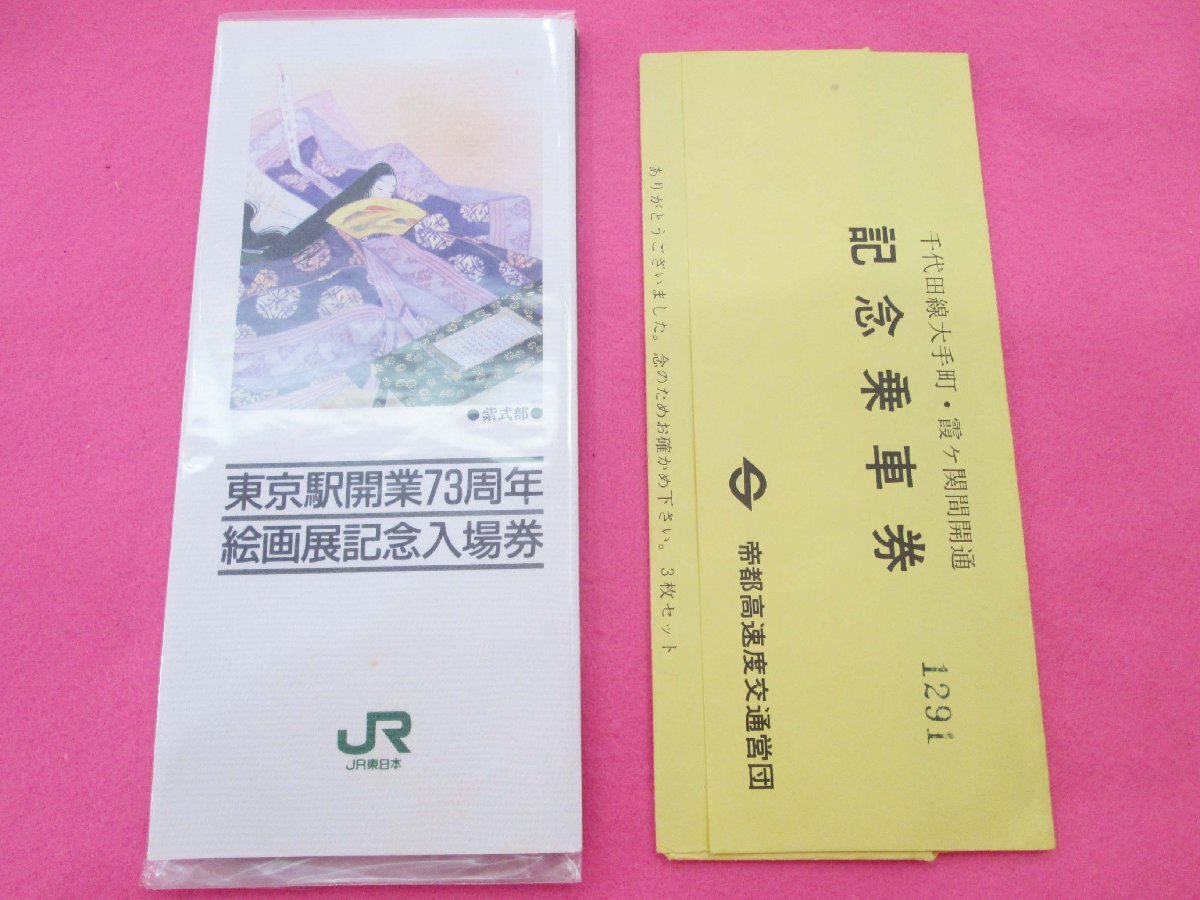 ●紫式部●
東京駅開業73周年
絵画展記念入場券
JR
JR東日本
千代田線大手町・霞ケ関間開通
記念乗車券
1291
帝都高速度交通営団
ありがとうございました。念のためお確かめ下さい。3枚セット